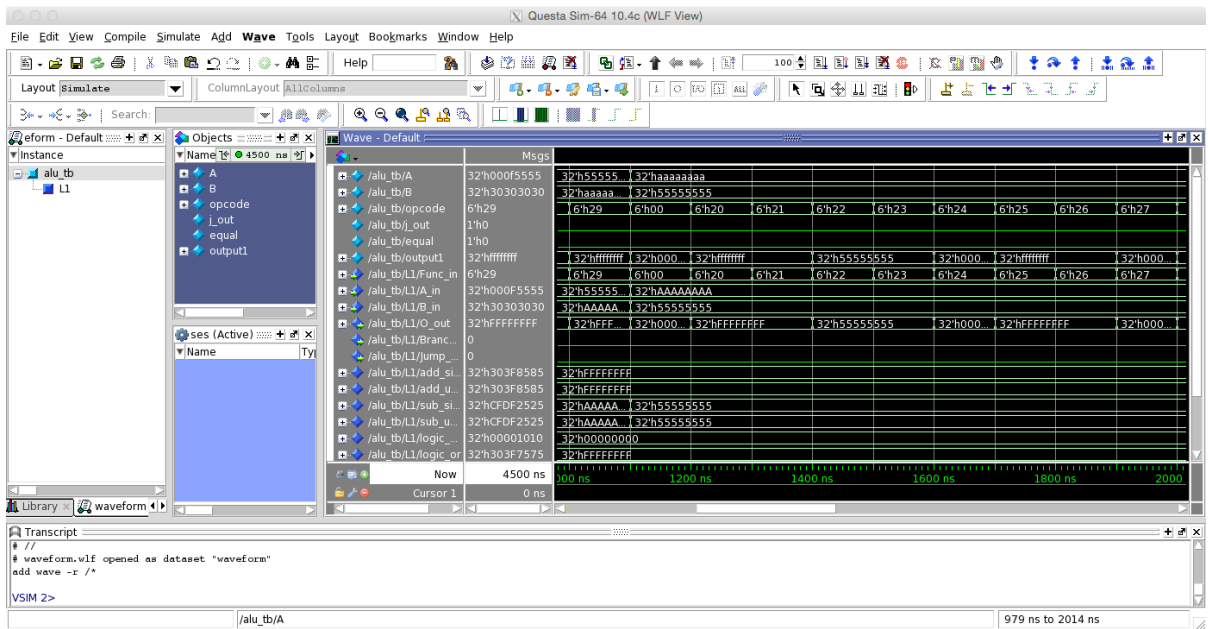 Questa Sim-64 10.4c (WLF View)
File Edit View Compile Simulate Add Wave Tools Layout Bookmarks Window Help
Help 100
Layout Simulate ColumnLayout AllColumns
Search:
eform - Default
Instance
alu_tb
L1
Library waveform
Objects
Name 4500 ns
A
B
opcode
j_out
equal
output1
ses (Active)
Name Ty
Wave - Default
Msgs
/alu_tb/A 32'h000f5555 32'h55555... 32'haaaaaaaa
/alu_tb/B 32'h30303030 32'haaaaa... 32'h55555555
/alu_tb/opcode 6'h29 6'h29 6'h00 6'h20 6'h21 6'h22 6'h23 6'h24 6'h25 6'h26 6'h27
/alu_tb/j_out 1'h0
/alu_tb/equal 1'h0
/alu_tb/output1 32'hffffffff 32'hffffffff 32'h000... 32'hffffffff 32'h55555555 32'h000... 32'hffffffff 32'h000...
/alu_tb/L1/Func_in 6'h29 6'h29 6'h00 6'h20 6'h21 6'h22 6'h23 6'h24 6'h25 6'h26 6'h27
/alu_tb/L1/A_in 32'h000F5555 32'h55555... 32'hAAAAAAAA
/alu_tb/L1/B_in 32'h30303030 32'hAAAAA... 32'h55555555
/alu_tb/L1/O_out 32'hFFFFFFFF 32'hFFF... 32'h000... 32'hFFFFFFFF 32'h55555555 32'h000... 32'hFFFFFFFF 32'h000...
/alu_tb/L1/Branc... 0
/alu_tb/L1/Jump_... 0
/alu_tb/L1/add_si... 32'h303F8585 32'hFFFFFFFF
/alu_tb/L1/add_u... 32'h303F8585 32'hFFFFFFFF
/alu_tb/L1/sub_si... 32'hCFDF2525 32'hAAAAA... 32'h55555555
/alu_tb/L1/sub_u... 32'hCFDF2525 32'hAAAAA... 32'h55555555
/alu_tb/L1/logic_... 32'h00001010 32'h00000000
/alu_tb/L1/logic_or 32'h303F7575 32'hFFFFFFFF
Now 4500 ns 1200 ns 1400 ns 1600 ns 1800 ns 2000
Cursor 1 0 ns
Transcript
# //
# waveform.wlf opened as dataset "waveform"
add wave -r /*
VSIM 2>
/alu_tb/A 979 ns to 2014 ns